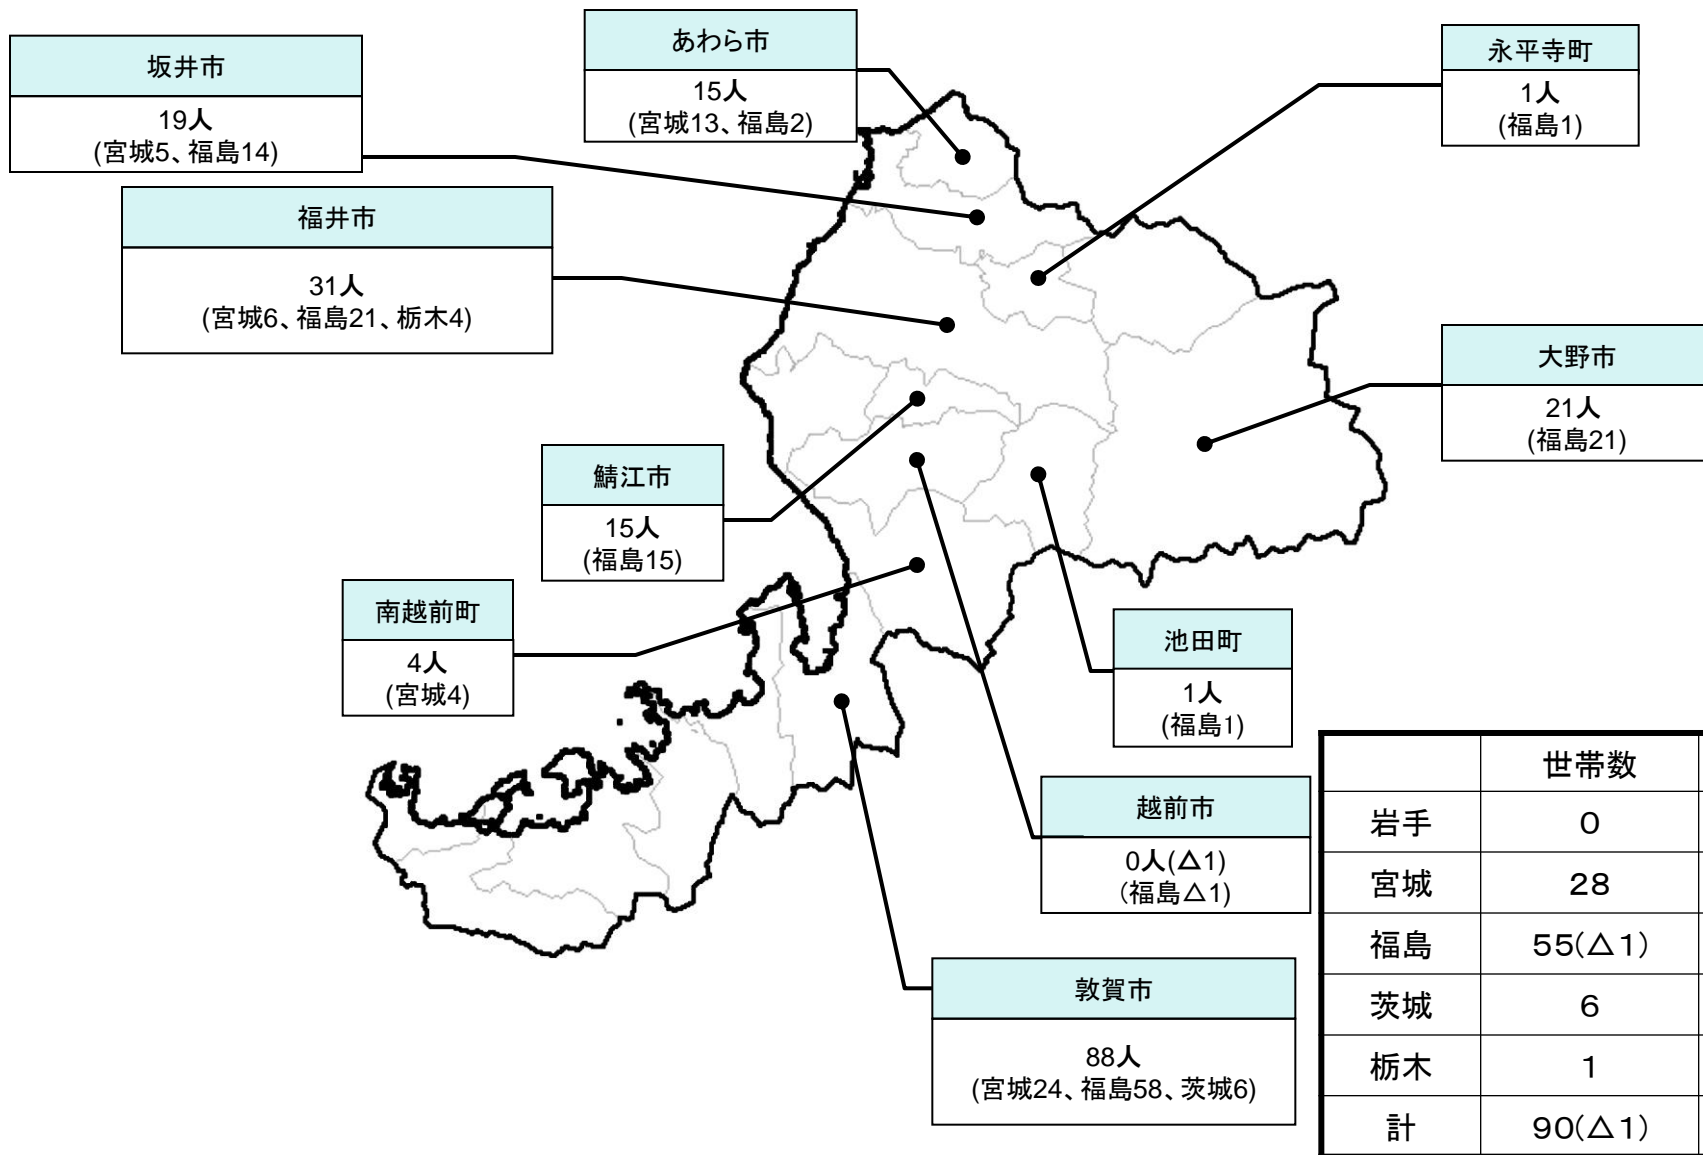 坂井市
19人
(宮城5、福島14)
あわら市
15人
(宮城13、福島2)
永平寺町
1人
(福島1)
福井市
31人
(宮城6、福島21、栃木4)
大野市
21人
(福島21)
鯖江市
15人
(福島15)
南越前町
4人
(宮城4)
池田町
1人
(福島1)
越前市
0人(△1)
(福島△1)
敦賀市
88人
(宮城24、福島58、茨城6)
世帯数
岩手 0
宮城 28
福島 55(△1)
茨城 6
栃木 1
計 90(△1)